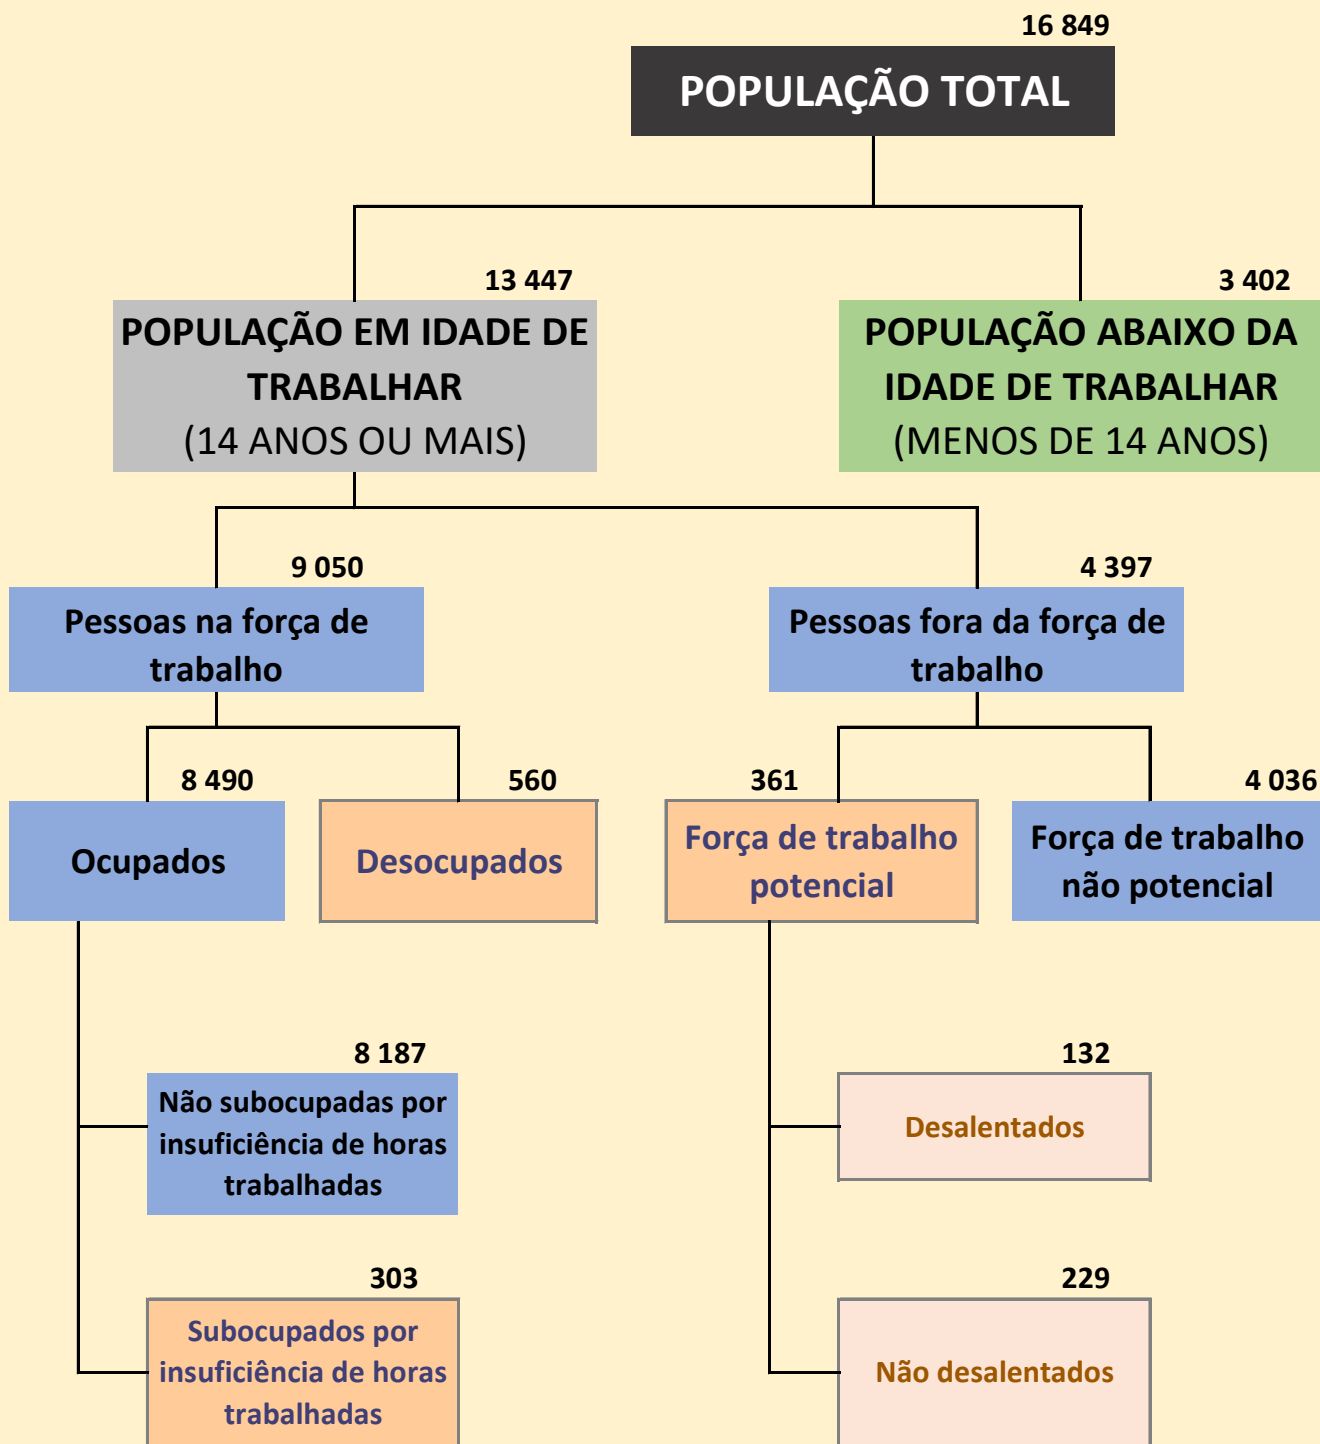 16 849
POPULAÇÃO TOTAL
13 447
POPULAÇÃO EM IDADE DE
TRABALHAR
(14 ANOS OU MAIS)
3 402
POPULAÇÃO ABAIXO DA
IDADE DE TRABALHAR
(MENOS DE 14 ANOS)
9 050
Pessoas na força de
trabalho
4 397
Pessoas fora da força de
trabalho
8 490
Ocupados
560
Desocupados
361
Força de trabalho
potencial
4 036
Força de trabalho
não potencial
8 187
Não subocupadas por
insuficiência de horas
trabalhadas
132
Desalentados
303
Subocupados por
insuficiência de horas
trabalhadas
229
Não desalentados